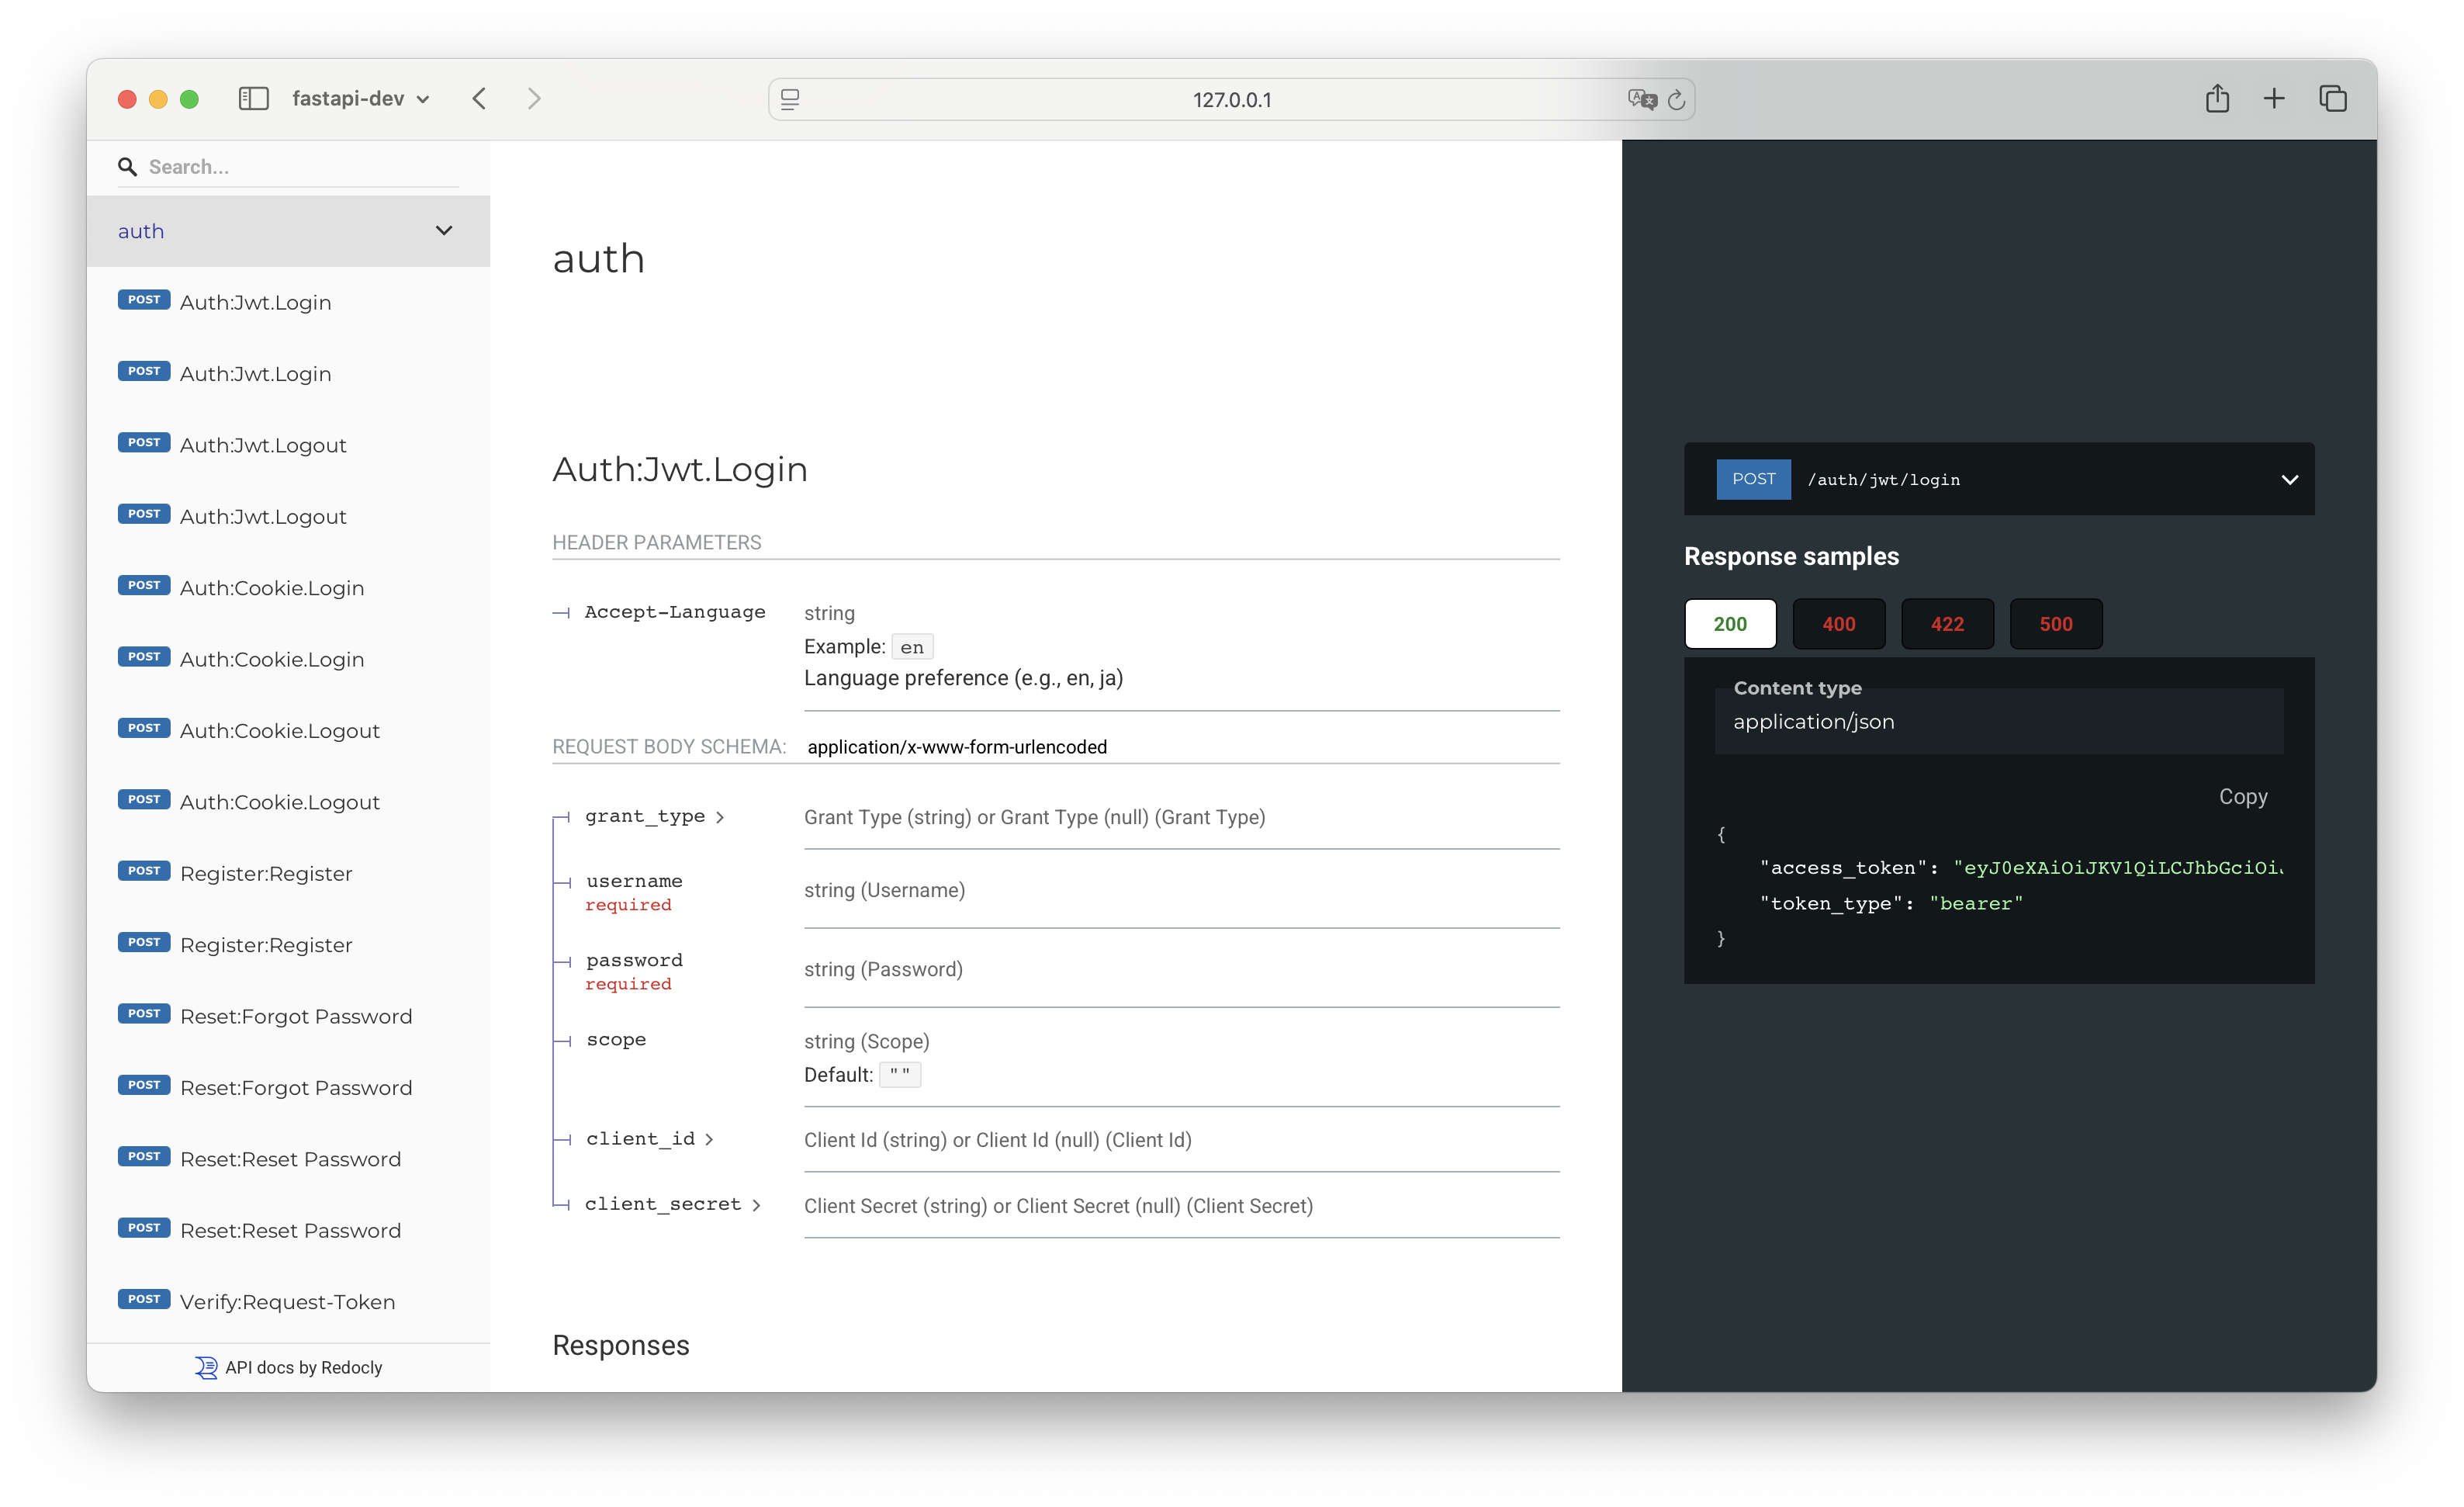 fastapi-dev
127.0.0.1
Search...
auth
POST Auth:Jwt.Login
POST Auth:Jwt.Login
POST Auth:Jwt.Logout
POST Auth:Jwt.Logout
POST Auth:Cookie.Login
POST Auth:Cookie.Login
POST Auth:Cookie.Logout
POST Auth:Cookie.Logout
POST Register:Register
POST Register:Register
POST Reset:Forgot Password
POST Reset:Forgot Password
POST Reset:Reset Password
POST Reset:Reset Password
POST Verify:Request-Token
API docs by Redocly
auth
Auth:Jwt.Login
HEADER PARAMETERS
Accept-Language string
Example: en
Language preference (e.g., en, ja)
REQUEST BODY SCHEMA: application/x-www-form-urlencoded
grant_type Grant Type (string) or Grant Type (null) (Grant Type)
username
required
string (Username)
password
required
string (Password)
scope string (Scope)
Default: ""
client_id Client Id (string) or Client Id (null) (Client Id)
client_secret Client Secret (string) or Client Secret (null) (Client Secret)
Responses
POST /auth/jwt/login
Response samples
200 400 422 500
Content type
application/json
Copy
{
"access_token": "eyJ0eXAiOiJKV1QiLCJhbGciOi
"token_type": "bearer"
}